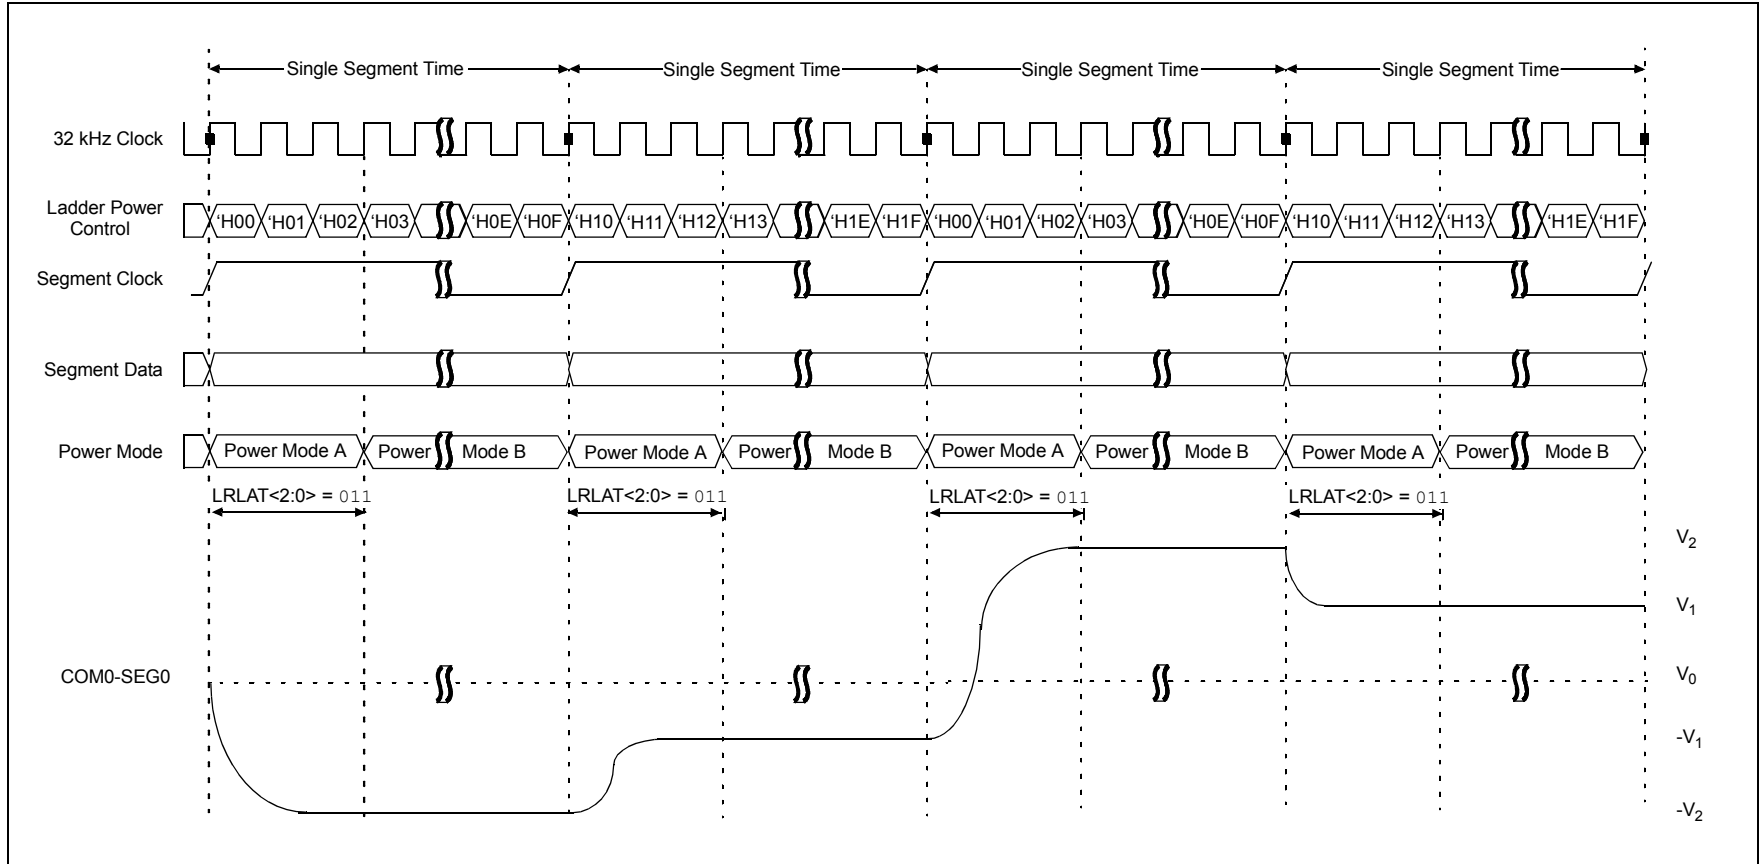 Single Segment Time Single Segment Time Single Segment Time Single Segment Time
32 kHz Clock
Ladder Power
Control
‘H00 ‘H01 ‘H02 ‘H03 ‘H0E ‘H0F ‘H10 ‘H11 ‘H12 ‘H13 ‘H1E ‘H1F ‘H00 ‘H01 ‘H02 ‘H03 ‘H0E ‘H0F ‘H10 ‘H11 ‘H12 ‘H13 ‘H1E ‘H1F
Segment Clock
Segment Data
Power Mode Power Mode A Power Mode B Power Mode A Power Mode B Power Mode A Power Mode B Power Mode A Power Mode B
LRLAT<2:0> = 011 LRLAT<2:0> = 011 LRLAT<2:0> = 011 LRLAT<2:0> = 011
V2
V1
COM0-SEG0 V0
-V1
-V2